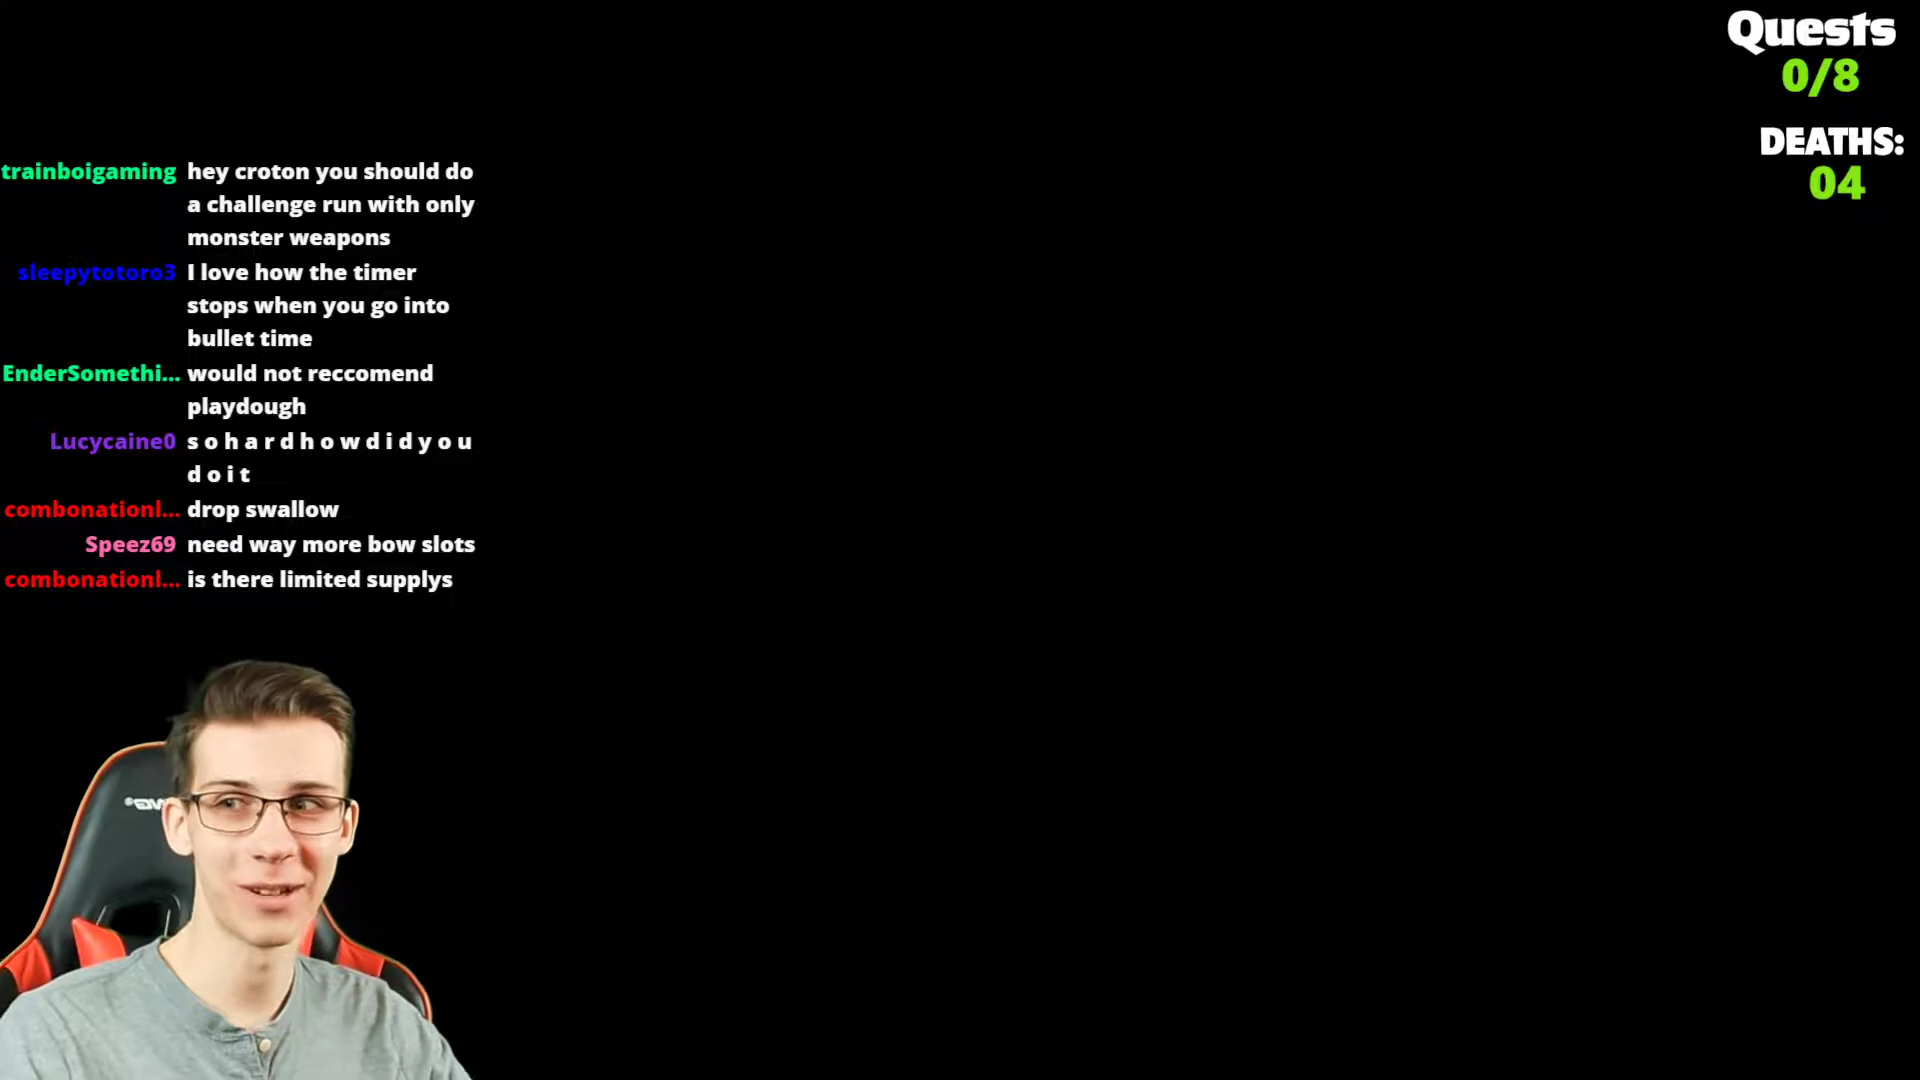 Quests
0/8
DEATHS:
04
trainboigaming hey croton you should do
a challenge run with only
monster weapons
sleepytotoro3 I love how the timer
stops when you go into
bullet time
EnderSomethi... would not reccomend
playdough
Lucycaine0 s o h a r d h o w d i d y o u
d o i t
combonationl... drop swallow
Speez69 need way more bow slots
combonationl... is there limited supplys